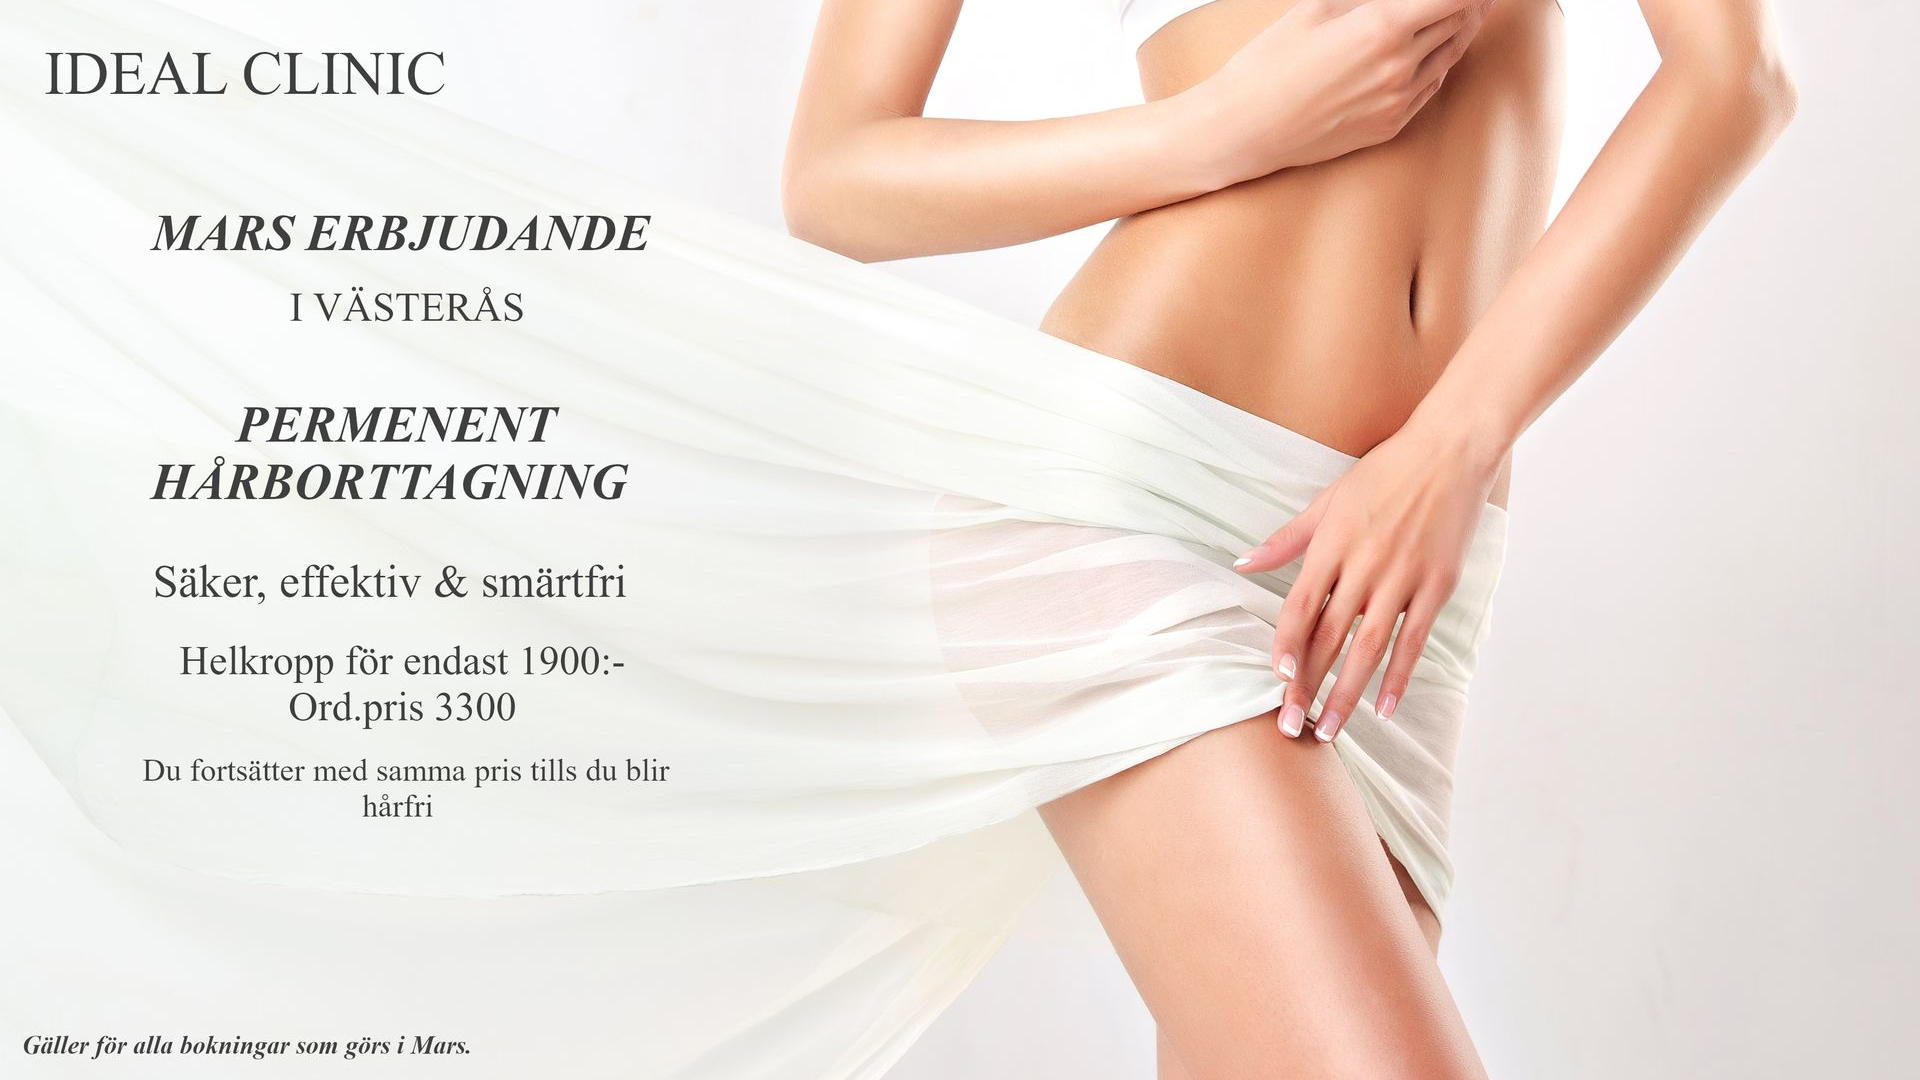 IDEAL CLINIC
MARS ERBJUDANDE
I VÄSTERÅS
PERMENENT
HÅRBORTTAGNING
Säker, effektiv & smärtfri
Helkropp för endast 1900:-
Ord.pris 3300
Du fortsätter med samma pris tills du blir
hårfri
Gäller för alla bokningar som görs i Mars.